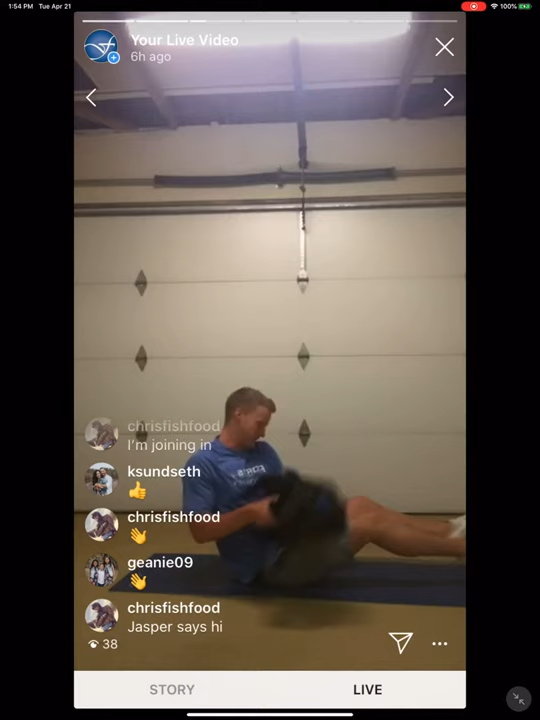 1:54 PM Tue Apr 21
100%
Your Live Video
6h ago
chrisfishfood
I'm joining in
ksundseth
👍
chrisfishfood
👋
geanie09
👋
chrisfishfood
Jasper says hi
38
STORY
LIVE